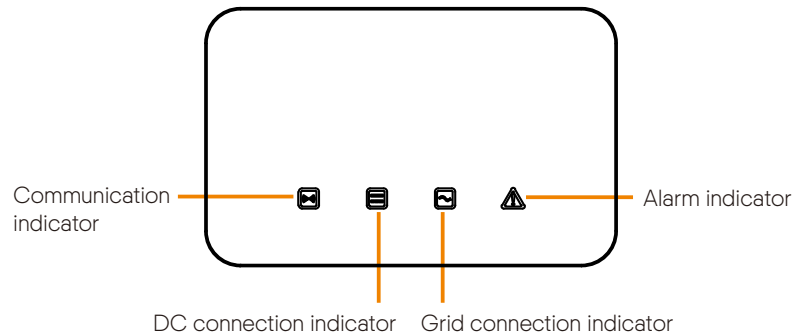 Communication
indicator
Alarm indicator
DC connection indicator
Grid connection indicator